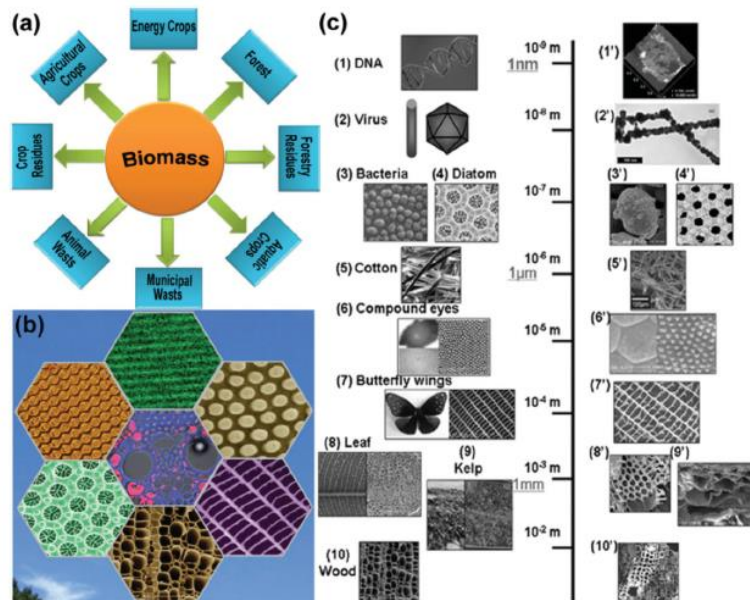 (a)
Energy Crops
Agricultural Crops
Forest
Crop Residues
Biomass
Forestry
Residues
Animal
Wasts
Municipal
Wasts
Aquatic
Crops
(b)
(c)
(1) DNA
(2) Virus
(3) Bacteria
(4) Diatom
(5) Cotton
(6) Compound eyes
(7) Butterfly wings
(8) Leaf
(9)
Kelp
(10)
Wood
10-9 m
1nm
10-8 m
10-7 m
10-6 m
1μm
10-5 m
10-4 m
10-3 m
1mm
10-2 m
(1')
(2')
(3')
(4')
(5')
(6')
(7')
(8')
(9')
(10')